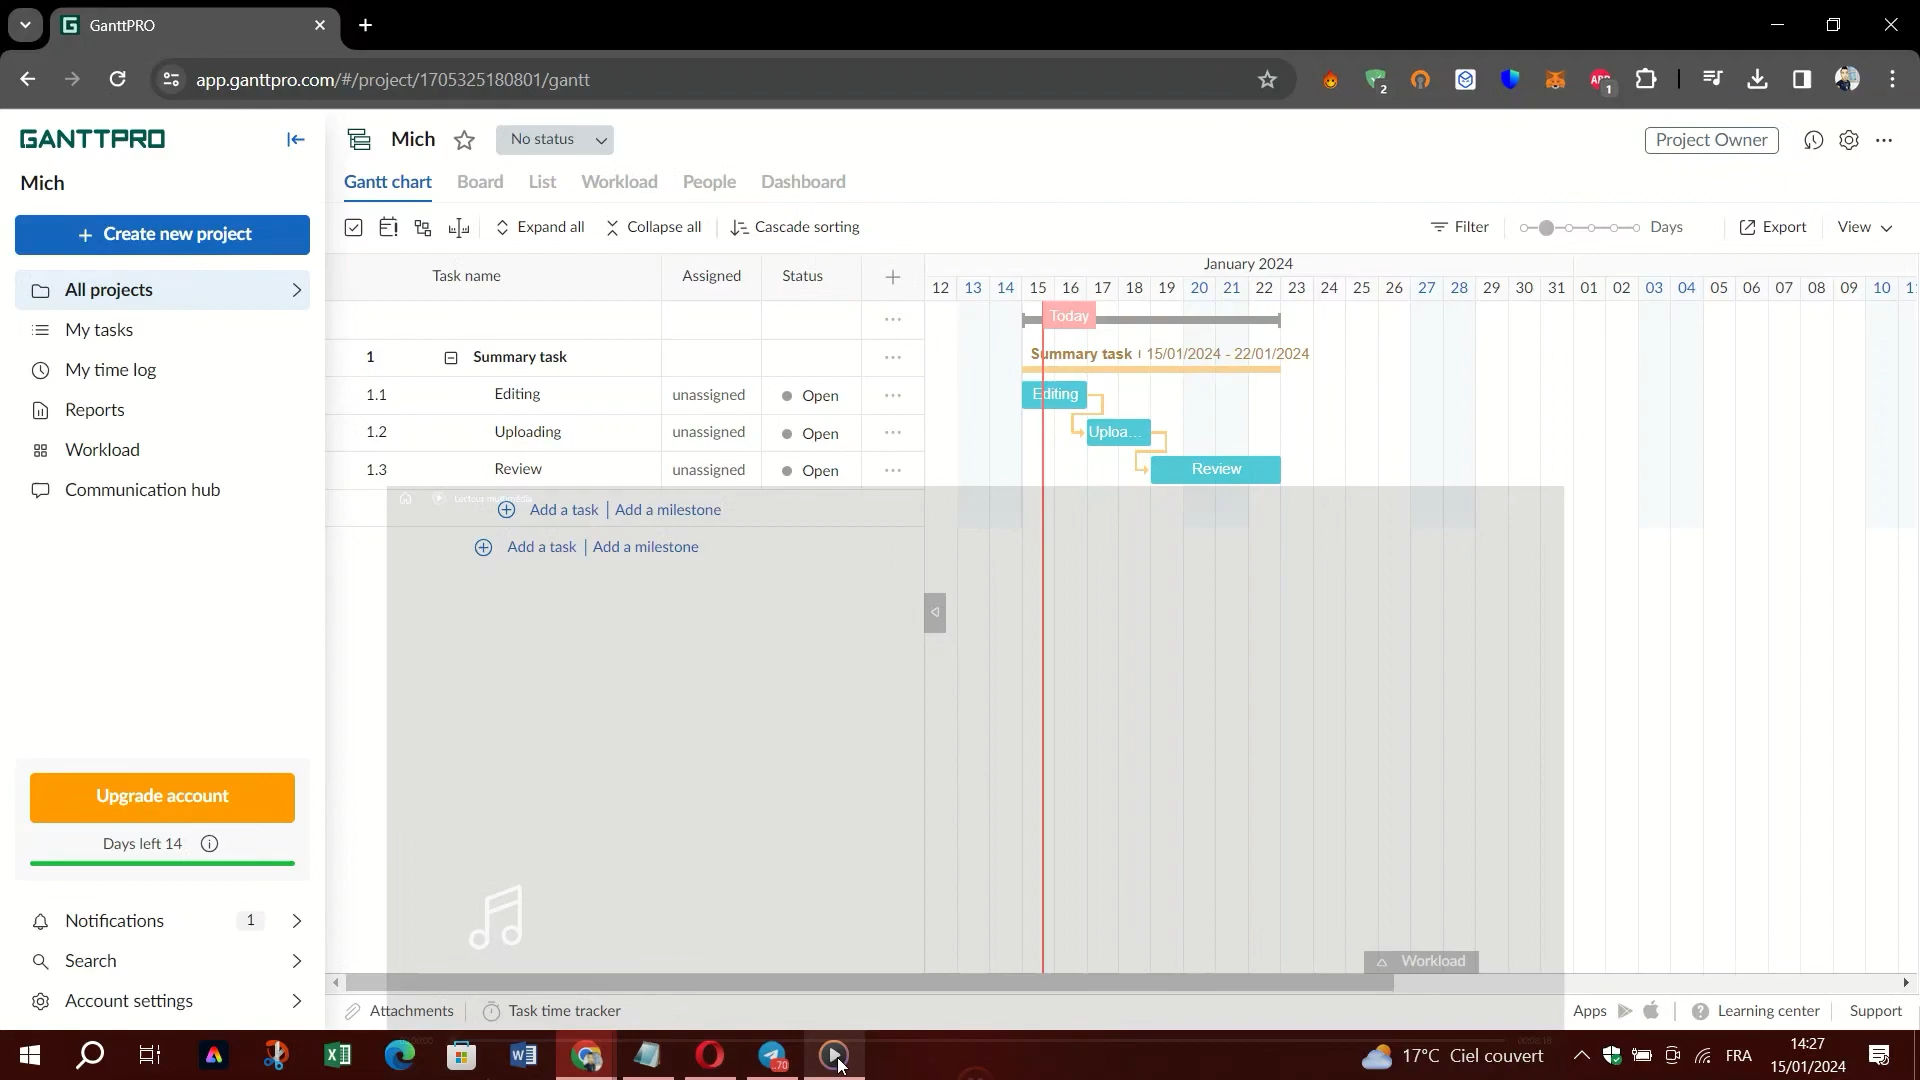 GanttPRO
app.ganttpro.com/#/project/1705325180801/gantt
2
ABP
1
GANTTPRO
Mich
Create new project
All projects
My tasks
My time log
Reports
Workload
Communication hub
Upgrade account
Days left 14
Notifications 1
Search
Account settings
Mich
No status
Project Owner
Gantt chart Board List Workload People Dashboard
Expand all Collapse all Cascade sorting
Filter Days Export View
Task name Assigned Status
January 2024
12 13 14 15 16 17 18 19 20 21 22 23 24 25 26 27 28 29 30 31 01 02 03 04 05 06 07 08 09 10
Today
1 Summary task
Summary task 15/01/2024 - 22/01/2024
1.1 Editing unassigned Open
Editing
1.2 Uploading unassigned Open
Uploa...
1.3 Review unassigned Open
Review
Lecteur multimédia
Add a task Add a milestone
Add a task Add a milestone
Workload
Attachments Task time tracker
Apps Learning center Support
70
17°C Ciel couvert
FRA
14:27
15/01/2024